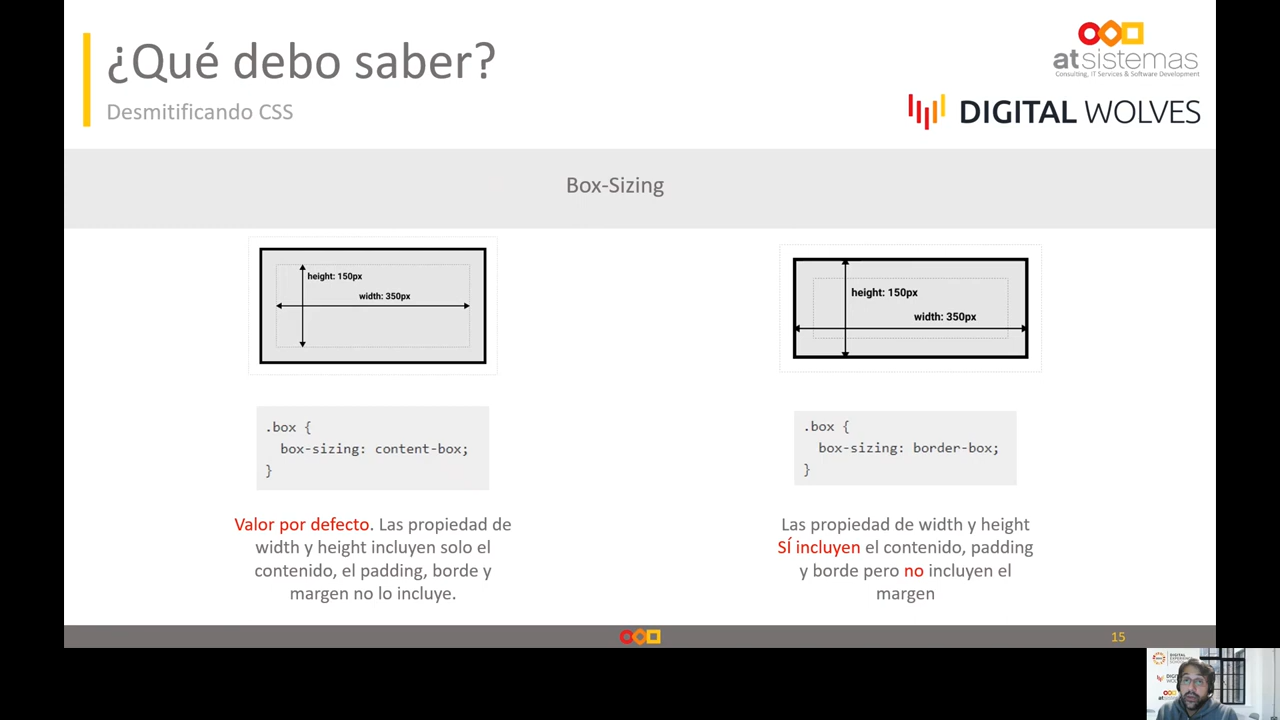 ¿Qué debo saber?
Desmitificando CSS
atsistemas
Consulting, IT Services & Software Development
DIGITAL WOLVES
Box-Sizing
height: 150px
width: 350px
.box {
box-sizing: content-box;
}
Valor por defecto. Las propiedad de
width y height incluyen solo el
contenido, el padding, borde y
margen no lo incluye.
height: 150px
width: 350px
.box {
box-sizing: border-box;
}
Las propiedad de width y height
SÍ incluyen el contenido, padding
y borde pero no incluyen el
margen
15